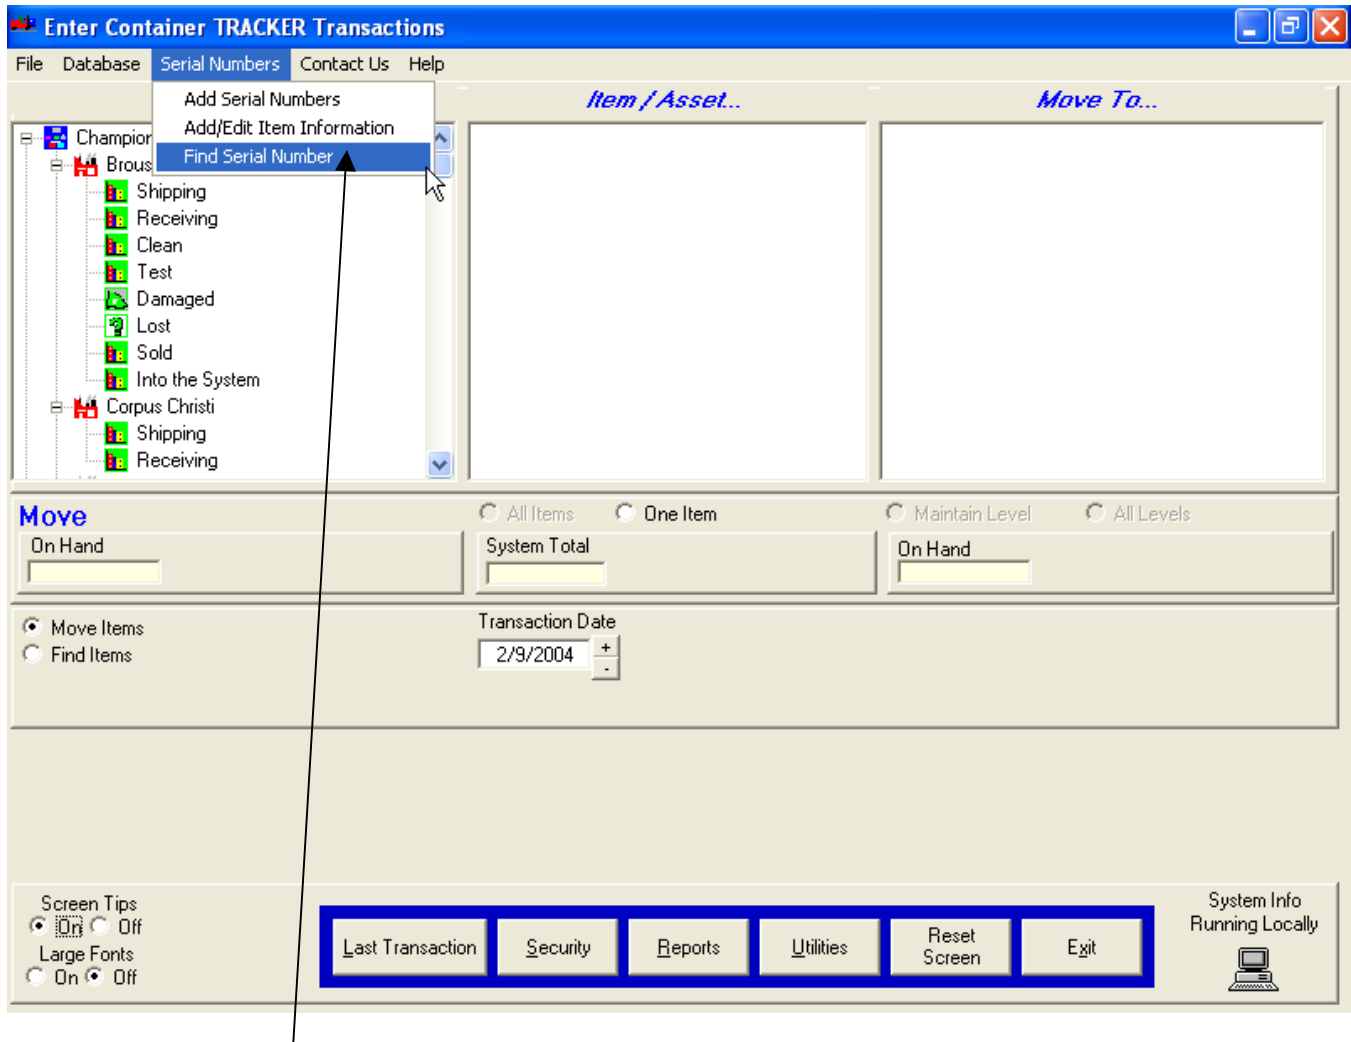 Enter Container TRACKER Transactions
File Database Serial Numbers Contact Us Help
Add Serial Numbers
Add/Edit Item Information
Find Serial Number
Item / Asset...
Move To...
Champion
Brous
Shipping
Receiving
Clean
Test
Damaged
Lost
Sold
Into the System
Corpus Christi
Shipping
Receiving
Move
All Items One Item
Maintain Level All Levels
On Hand
System Total
On Hand
Move Items
Find Items
Transaction Date
2/9/2004 + -
Screen Tips
On Off
Large Fonts
On Off
Last Transaction
Security
Reports
Utilities
Reset
Screen
Exit
System Info
Running Locally